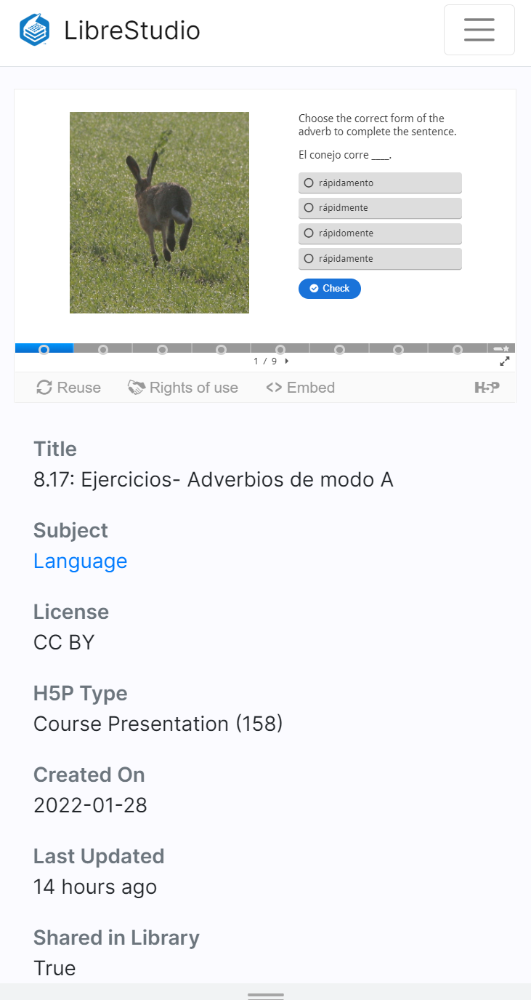 LibreStudio
Choose the correct form of the
adverb to complete the sentence.
El conejo corre ____.
rápidamento
rápidmente
rápidomente
rápidamente
Check
1 / 9
Reuse
Rights of use
<> Embed
H5P
Title
8.17: Ejercicios- Adverbios de modo A
Subject
Language
License
CC BY
H5P Type
Course Presentation (158)
Created On
2022-01-28
Last Updated
14 hours ago
Shared in Library
True